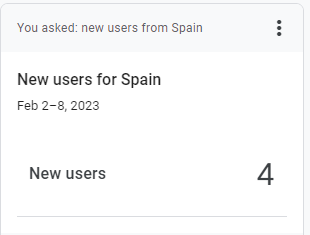 You asked: new users from Spain
New users for Spain
Feb 2–8, 2023
New users 4